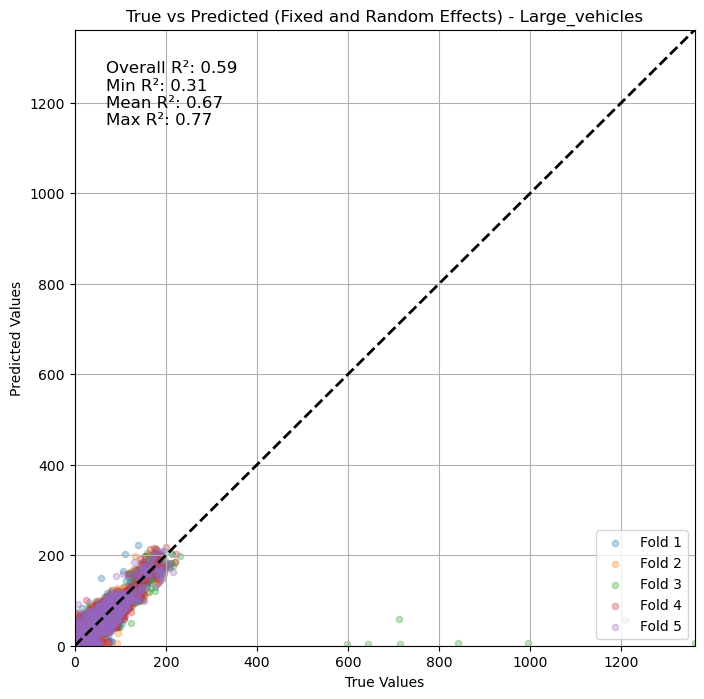 True vs Predicted (Fixed and Random Effects) - Large_vehicles
Overall R²: 0.59
Min R²: 0.31
Mean R²: 0.67
Max R²: 0.77
1200
1000
800
600
400
200
0
Predicted Values
Fold 1
Fold 2
Fold 3
Fold 4
Fold 5
0 200 400 600 800 1000 1200
True Values